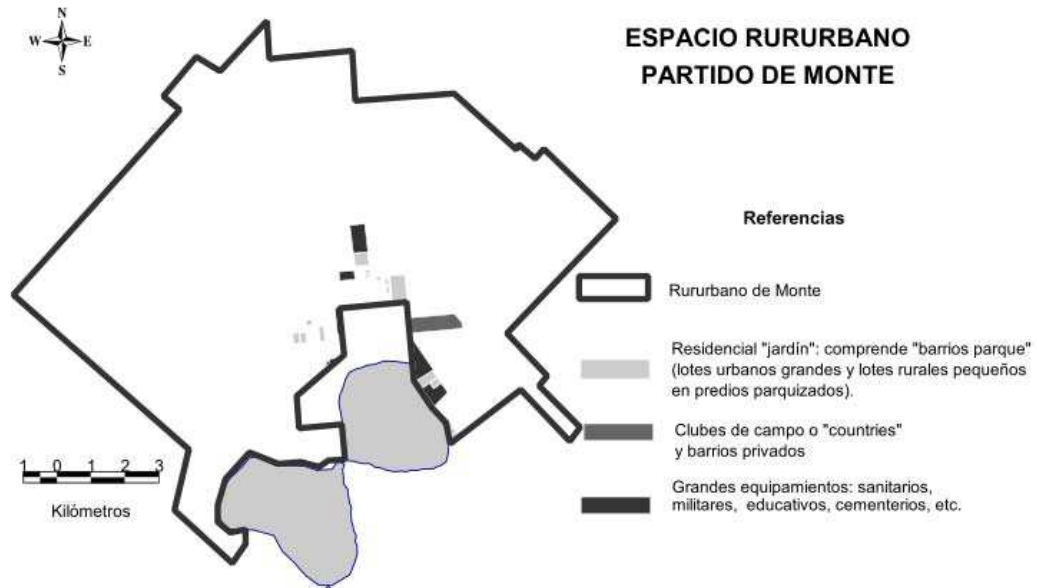 N
W E
S
ESPACIO RURURBANO
PARTIDO DE MONTE
Referencias
Rururbano de Monte
Residencial "jardín": comprende "barrios parque"
(lotes urbanos grandes y lotes rurales pequeños
en predios parquizados).
Clubes de campo o "countries"
y barrios privados
Grandes equipamientos: sanitarios,
militares, educativos, cementerios, etc.
1 0 1 2 3
Kilómetros